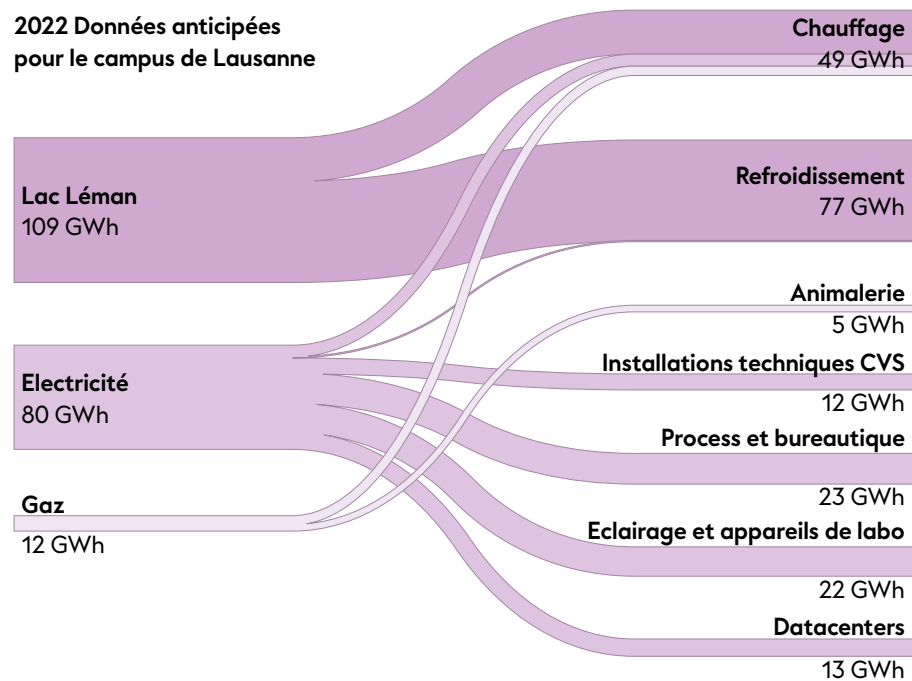 2022 Données anticipées
pour le campus de Lausanne
Lac Léman
109 GWh
Electricité
80 GWh
Gaz
12 GWh
Chauffage
49 GWh
Refroidissement
77 GWh
Animalerie
5 GWh
Installations techniques CVS
12 GWh
Process et bureautique
23 GWh
Eclairage et appareils de labo
22 GWh
Datacenters
13 GWh